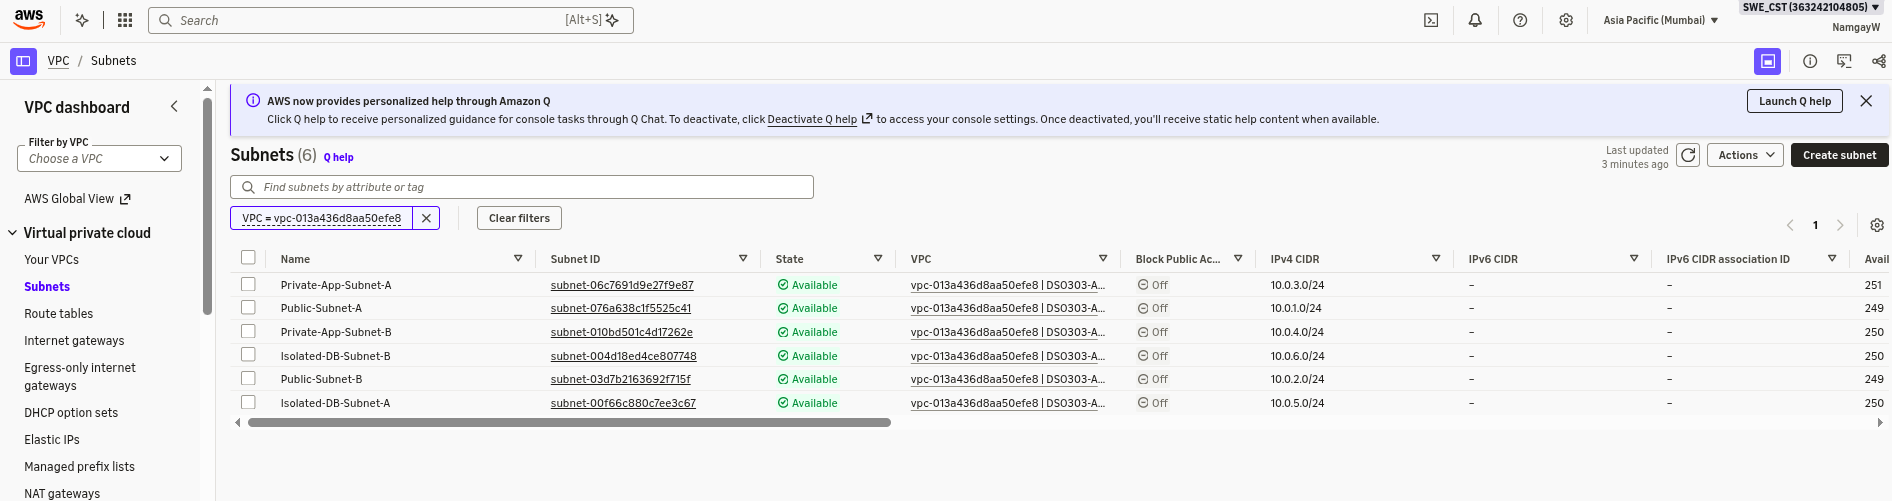 aws
Search [Alt+S]
Asia Pacific (Mumbai)
SWE_CST (363242104805)
NamgayW
VPC / Subnets
VPC dashboard
Filter by VPC
Choose a VPC
AWS Global View
Virtual private cloud
Your VPCs
Subnets
Route tables
Internet gateways
Egress-only internet
gateways
DHCP option sets
Elastic IPs
Managed prefix lists
NAT gateways
AWS now provides personalized help through Amazon Q
Click Q help to receive personalized guidance for console tasks through Q Chat. To deactivate, click Deactivate Q help to access your console settings. Once deactivated, you'll receive static help content when available.
Launch Q help
Subnets (6) Q help
Last updated
3 minutes ago
Actions
Create subnet
Find subnets by attribute or tag
VPC = vpc-013a436d8aa50efe8
Clear filters
1
Name Subnet ID State VPC Block Public Ac... IPv4 CIDR IPv6 CIDR IPv6 CIDR association ID Avail
Private-App-Subnet-A subnet-06c7691d9e27f9e87 Available vpc-013a436d8aa50efe8 | DSO303-A... Off 10.0.3.0/24 – – 251
Public-Subnet-A subnet-076a638c1f5525c41 Available vpc-013a436d8aa50efe8 | DSO303-A... Off 10.0.1.0/24 – – 249
Private-App-Subnet-B subnet-010bd501c4d17262e Available vpc-013a436d8aa50efe8 | DSO303-A... Off 10.0.4.0/24 – – 250
Isolated-DB-Subnet-B subnet-004d18ed4ce807748 Available vpc-013a436d8aa50efe8 | DSO303-A... Off 10.0.6.0/24 – – 250
Public-Subnet-B subnet-03d7b2163692f715f Available vpc-013a436d8aa50efe8 | DSO303-A... Off 10.0.2.0/24 – – 249
Isolated-DB-Subnet-A subnet-00f66c880c7ee3c67 Available vpc-013a436d8aa50efe8 | DSO303-A... Off 10.0.5.0/24 – – 250